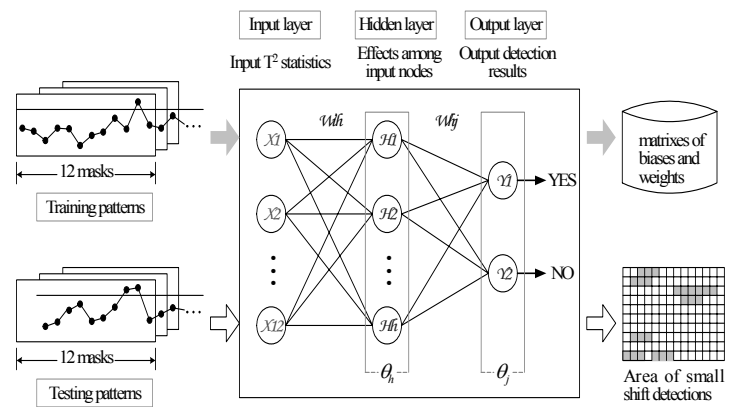 Input layer
Hidden layer
Output layer
Input T² statistics
Effects among
input nodes
Output detection
results
12 masks
Training patterns
12 masks
Testing patterns
Wih
Whj
X1
X2
X12
H1
H2
Hh
Y1
Y2
YES
NO
θh
θj
matrixes of
biases and
weights
Area of small
shift detections